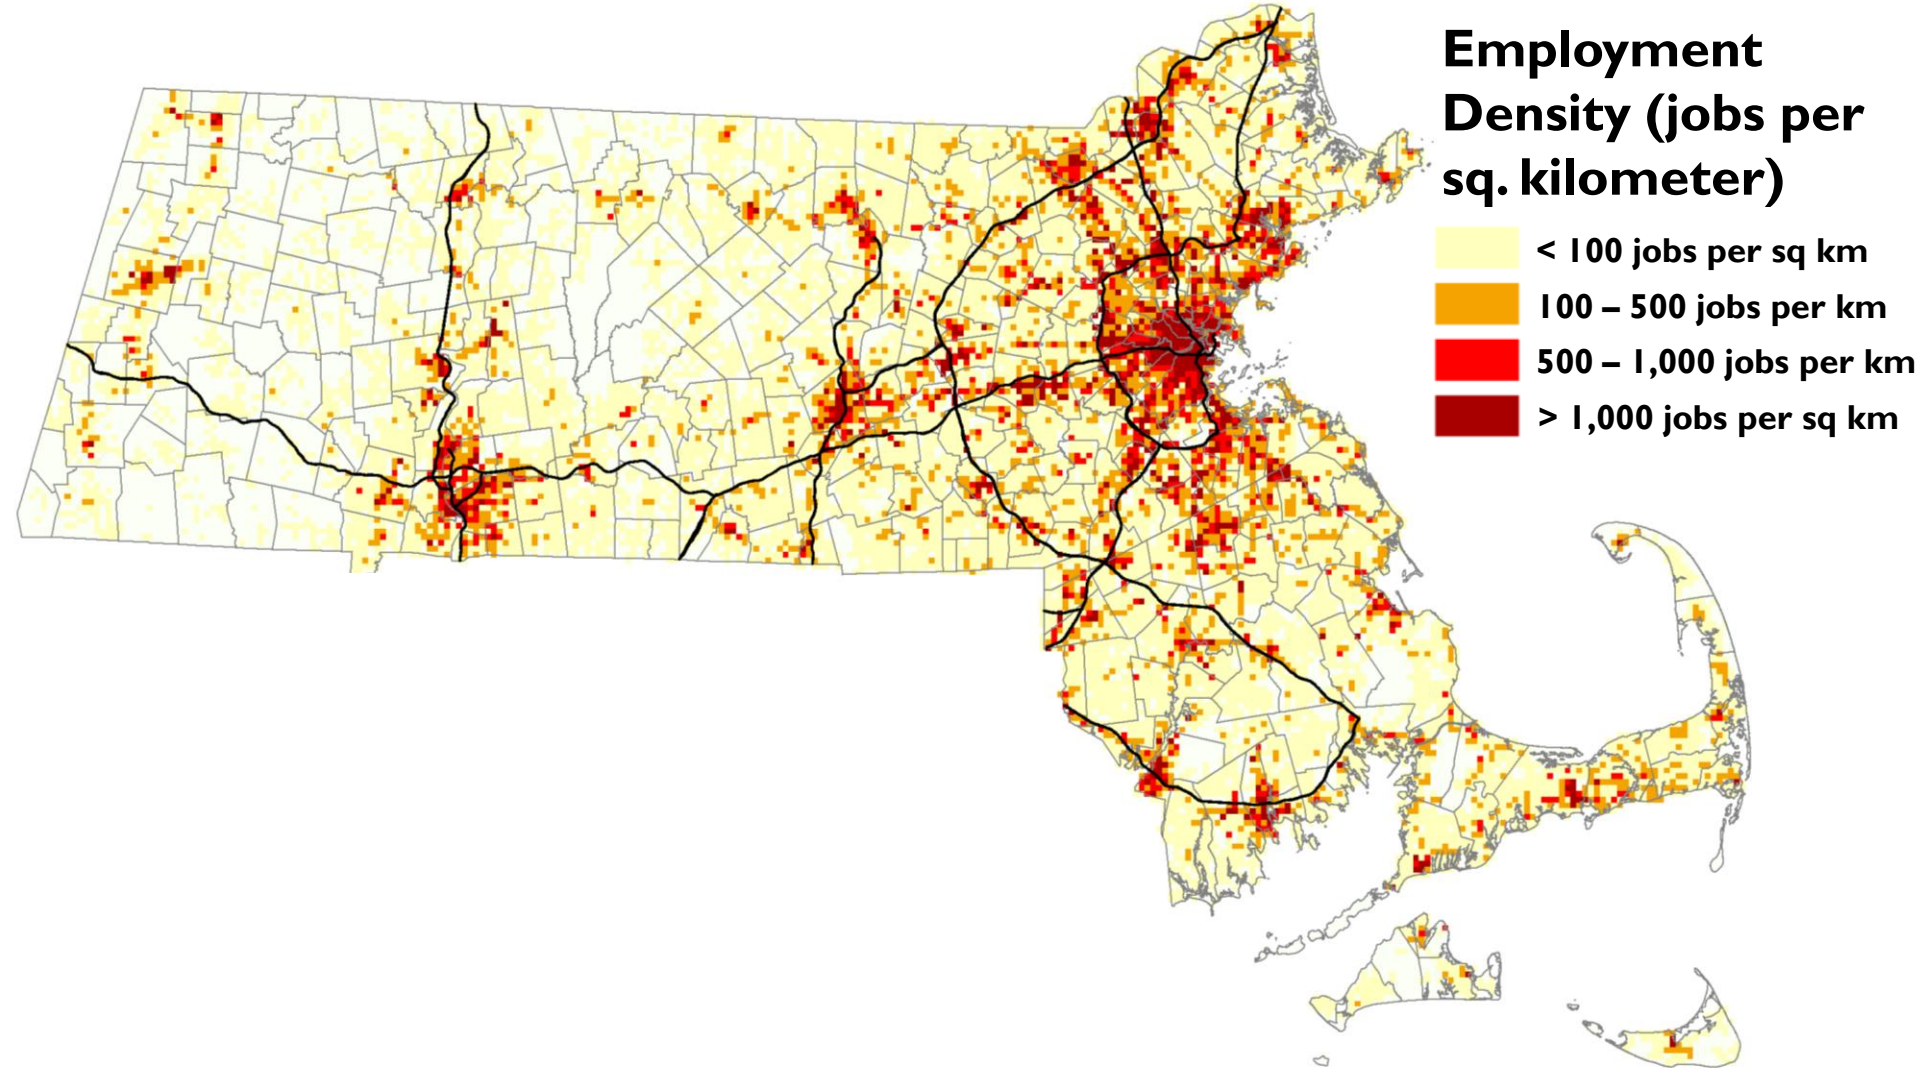 Employment
Density (jobs per
sq. kilometer)
< 100 jobs per sq km
100 – 500 jobs per km
500 – 1,000 jobs per km
> 1,000 jobs per sq km